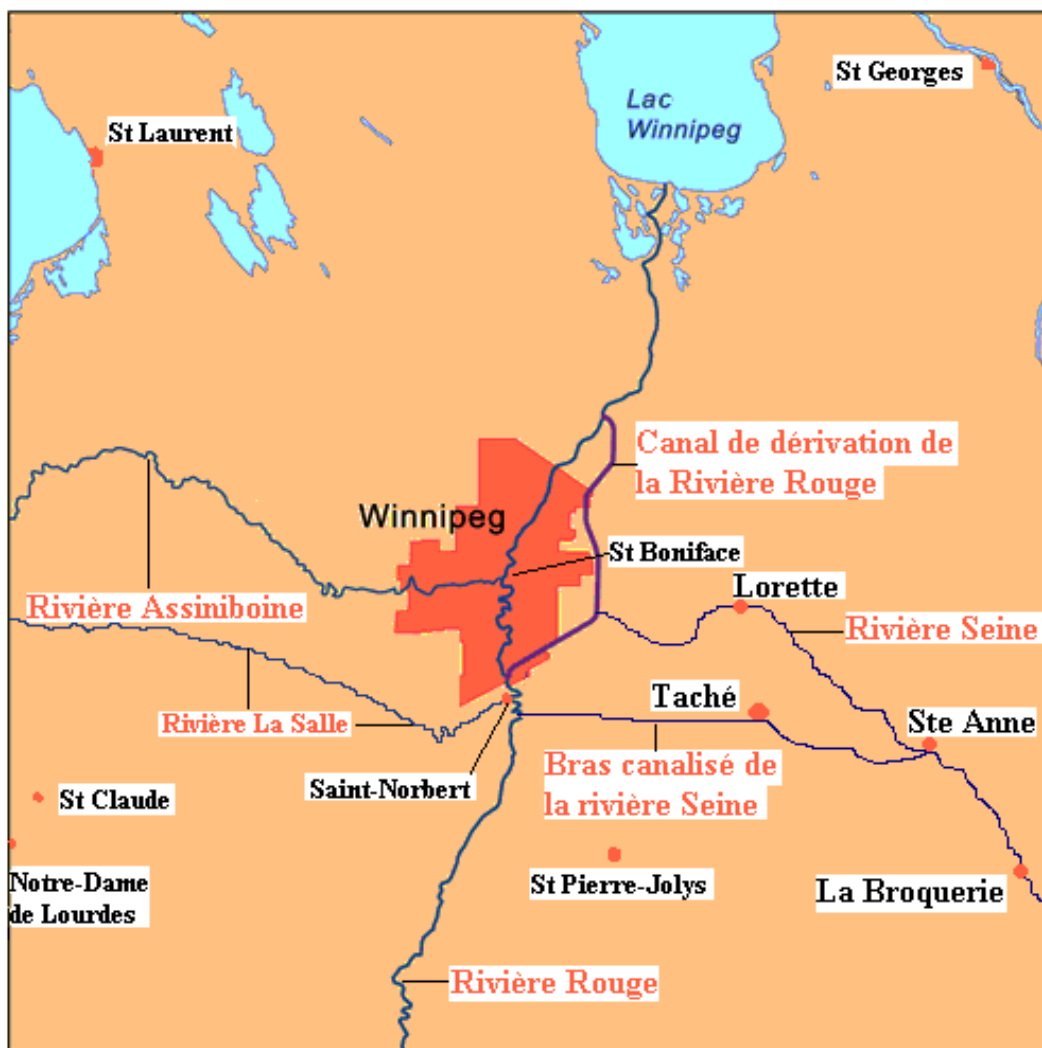 St Georges
Lac
Winnipeg
St Laurent
Canal de dérivation de
la Rivière Rouge
Winnipeg
St Boniface
Lorette
Rivière Assiniboine
Rivière Seine
Taché
Rivière La Salle
Ste Anne
Bras canalisé de
la rivière Seine
Saint-Norbert
St Claude
St Pierre-Jolys
La Broquerie
Notre-Dame
de Lourdes
Rivière Rouge